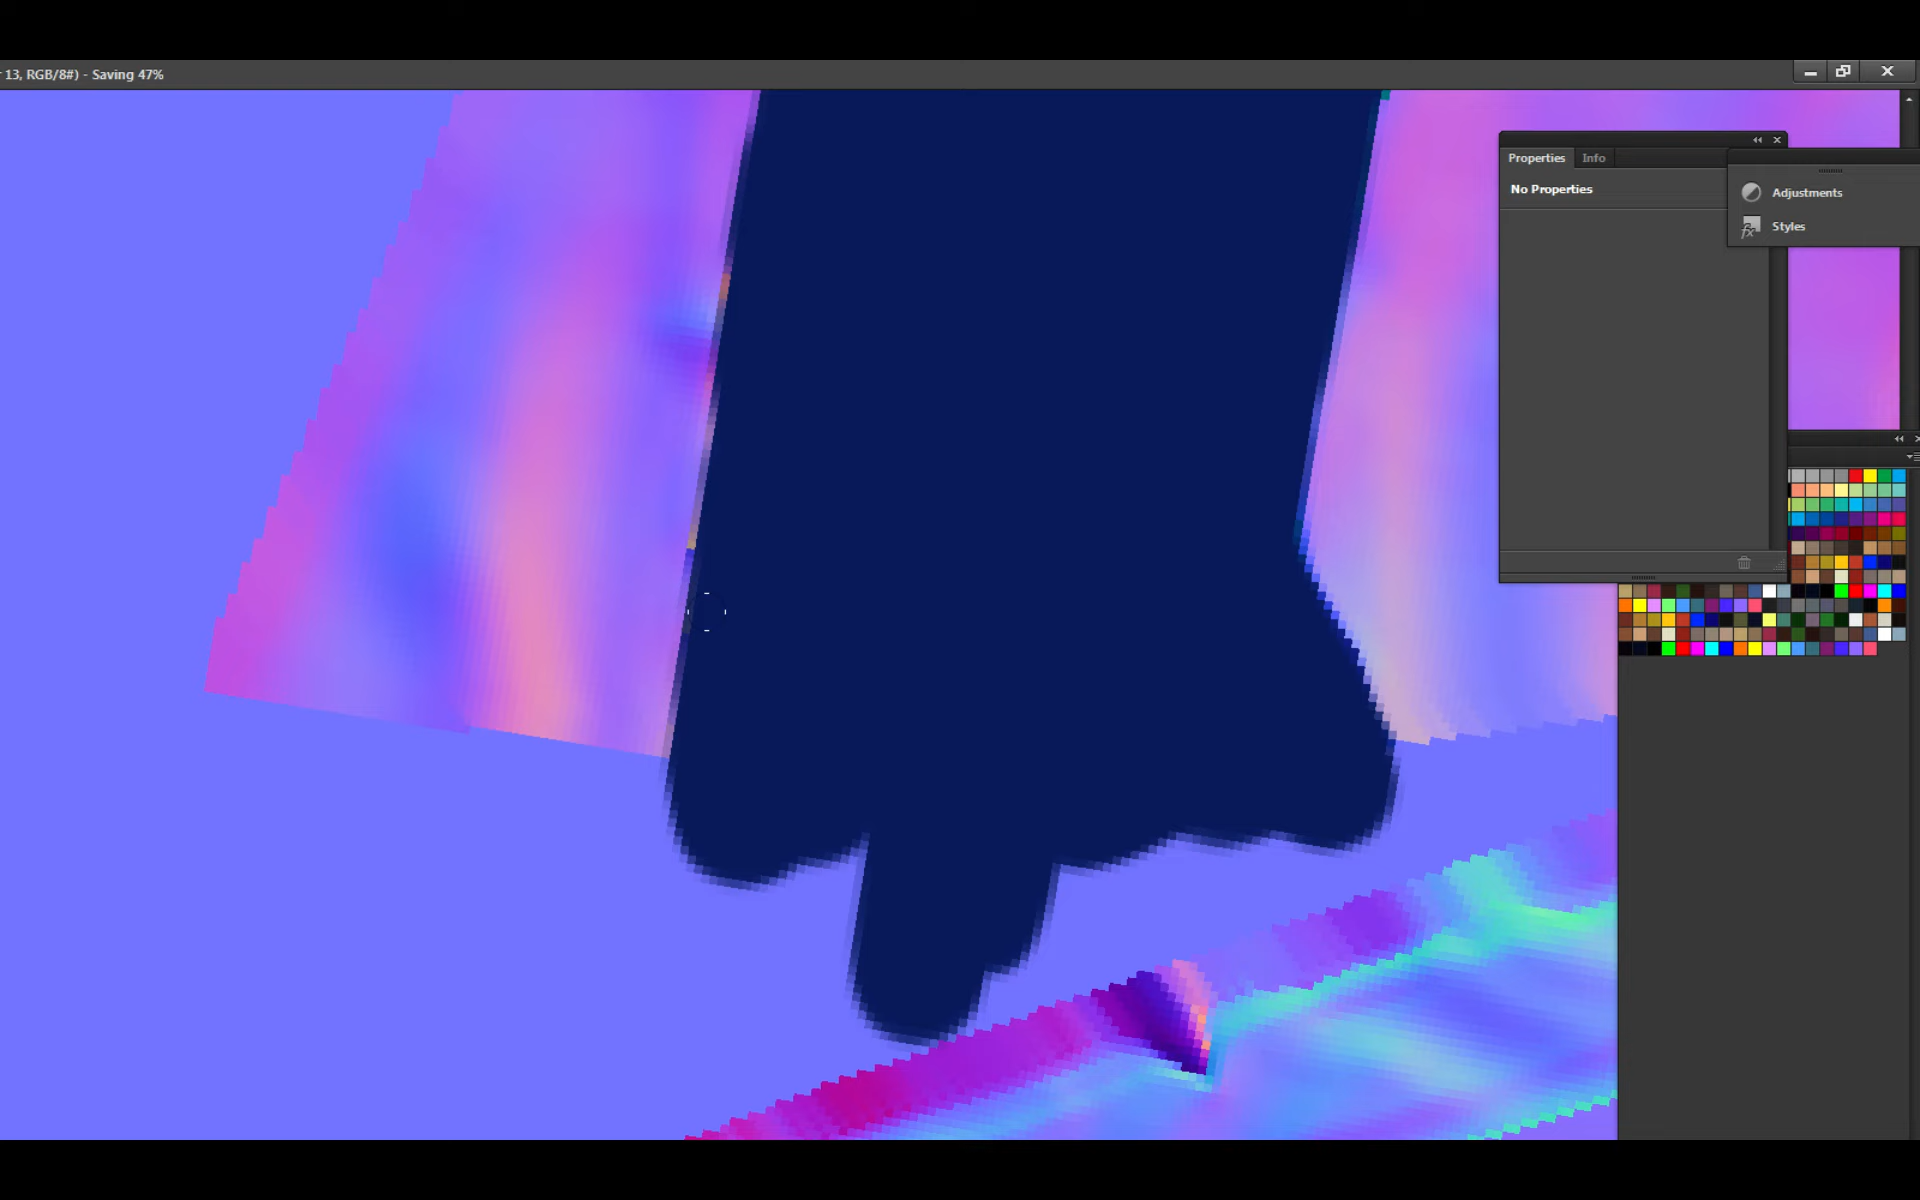 r 13, RGB/8#) - Saving 47%
Properties
Info
No Properties
Adjustments
Styles